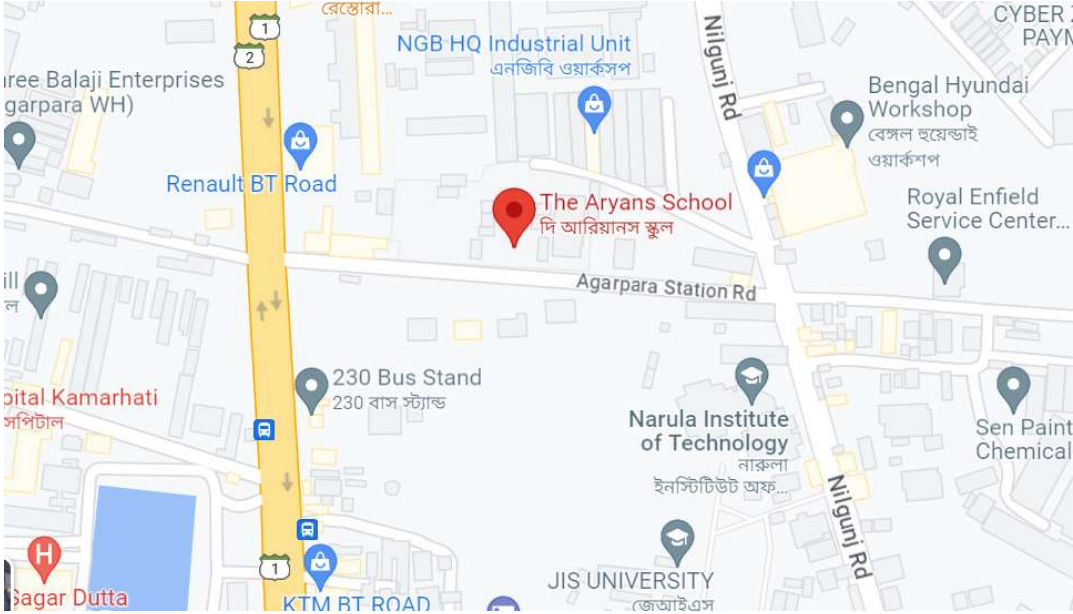 রেস্তোরা...
CYBER
PAYM
1
2
NGB HQ Industrial Unit
এনজিবি ওয়ার্কসপ
Nilgunj Rd
ree Balaji Enterprises
garpara WH)
Bengal Hyundai
Workshop
বেঙ্গল হুয়েন্ডাই
ওয়ার্কশপ
Renault BT Road
The Aryans School
দি আরিয়ানস স্কুল
Royal Enfield
Service Center...
Agarpara Station Rd
ill
ল
230 Bus Stand
230 বাস স্ট্যান্ড
pital Kamarhati
সপিটাল
Narula Institute
of Technology
নারুলা
ইনস্টিটিউট অফ...
Sen Paint
Chemical
Nilgunj Rd
H
Sagar Dutta
1
KTM BT ROAD
JIS UNIVERSITY
জেআইএস